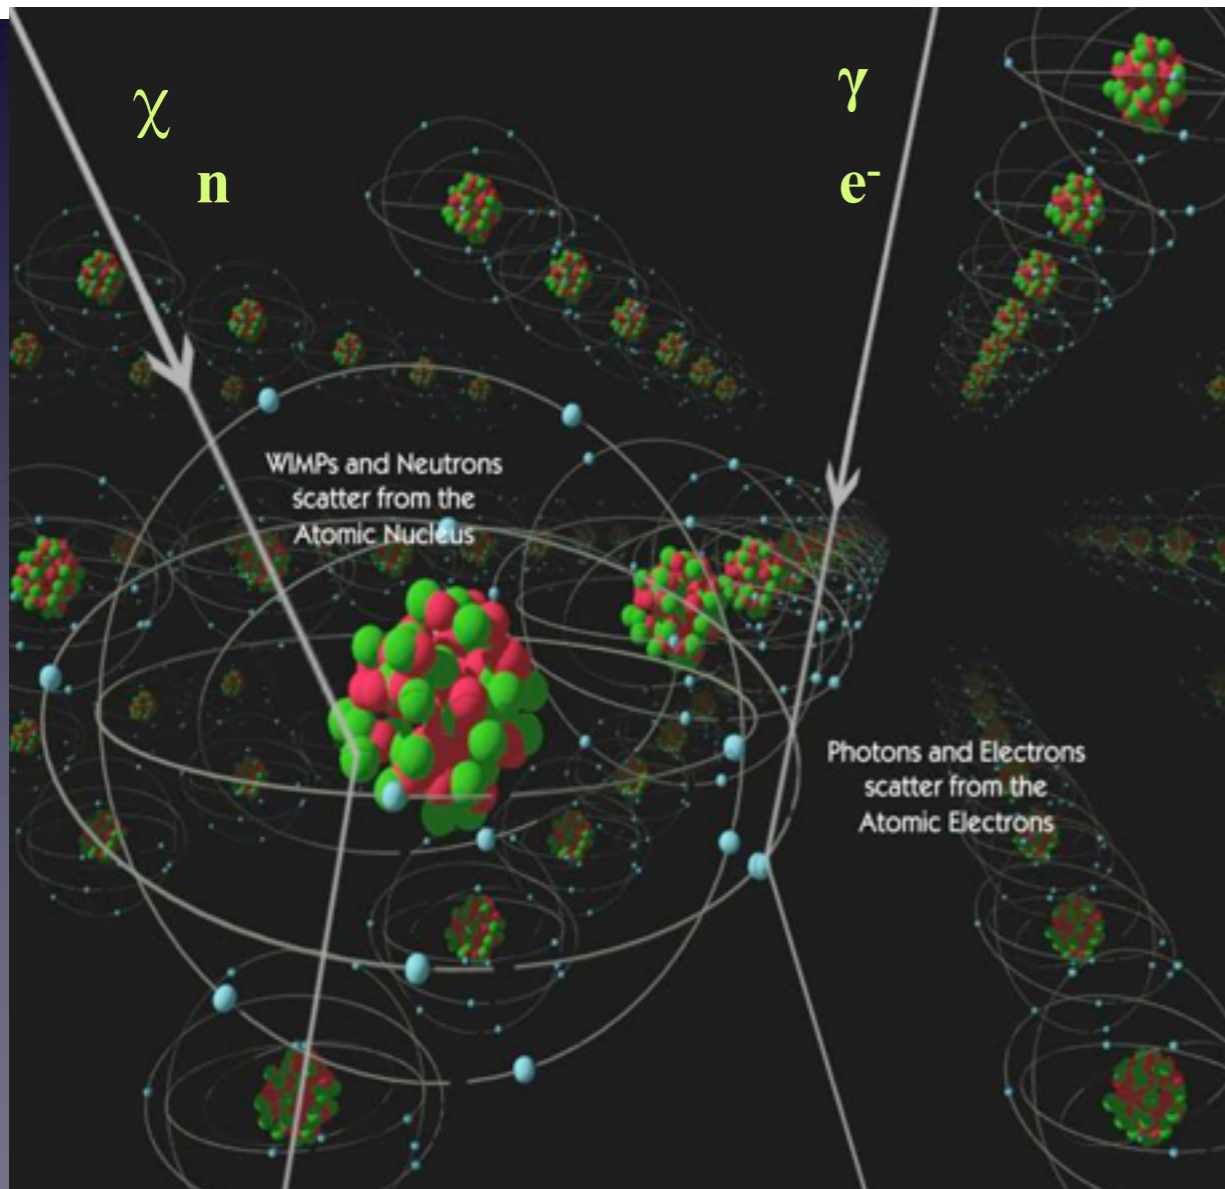 χ
n
γ
e⁻
WIMPs and Neutrons
scatter from the
Atomic Nucleus
Photons and Electrons
scatter from the
Atomic Electrons